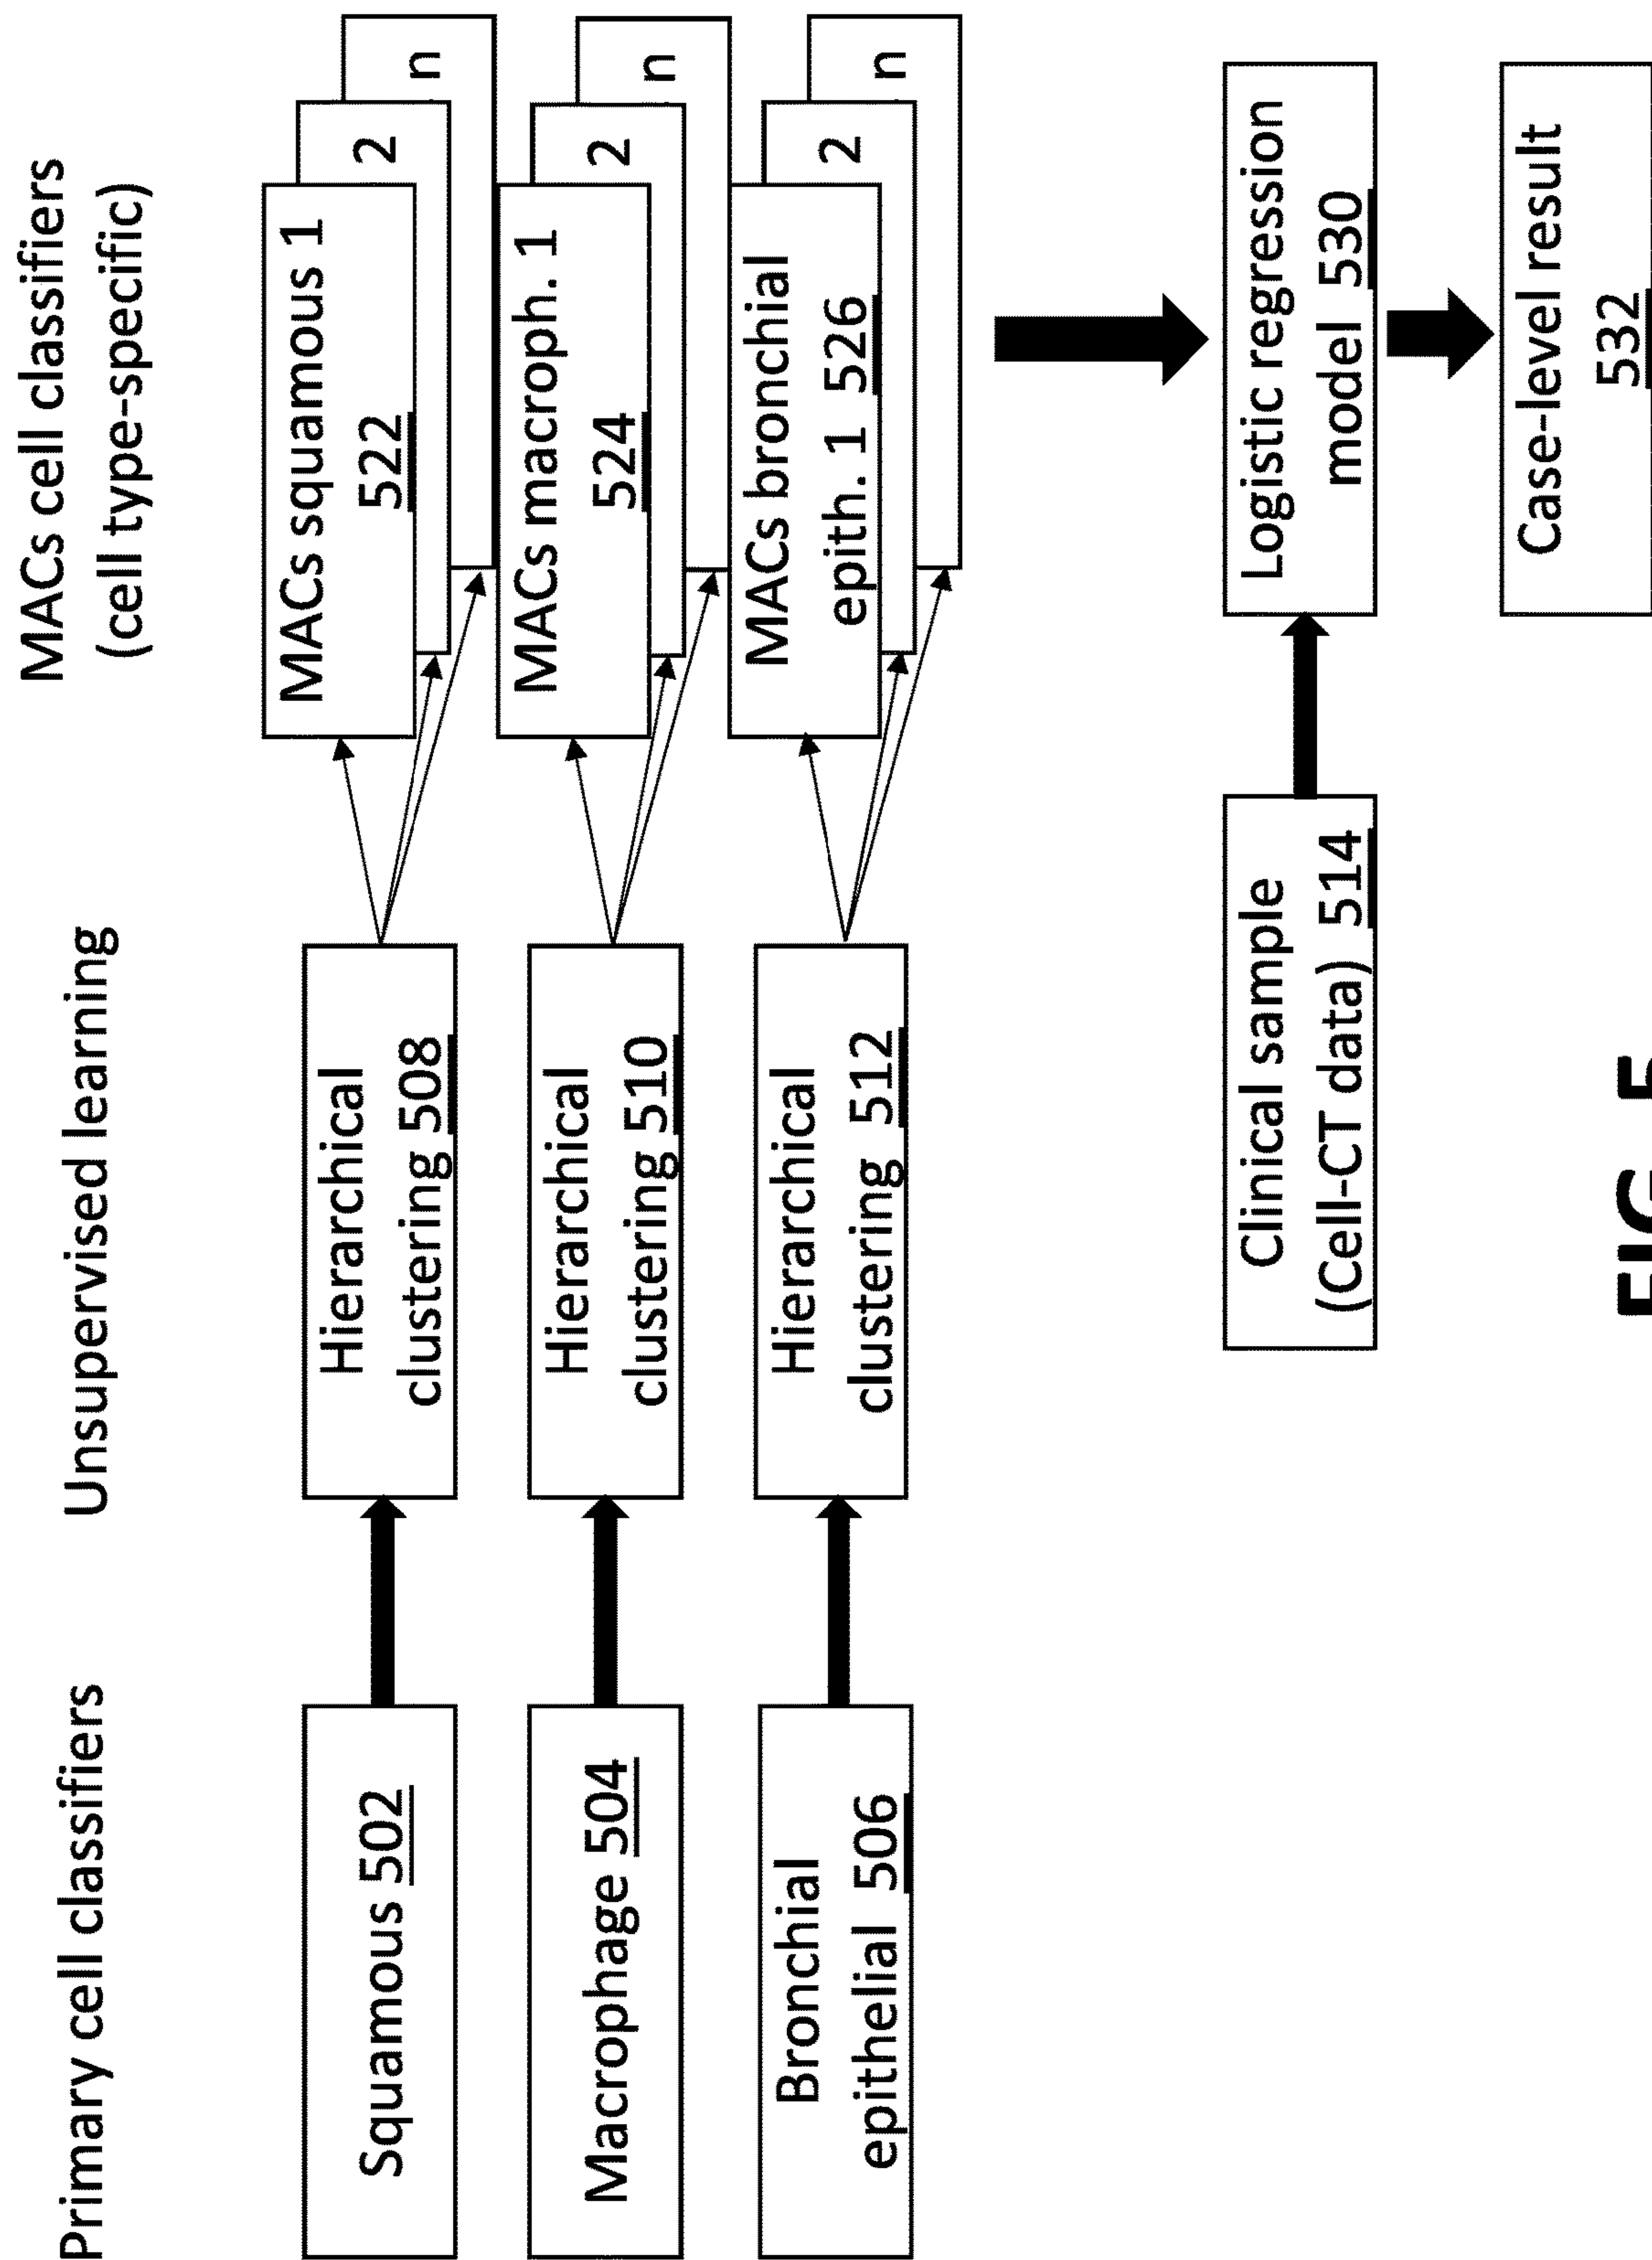 Primary cell classifiers
Unsupervised learning
MACs cell classifiers
(cell type-specific)
Squamous 502
Hierarchical
clustering 508
MACs squamous 1
522
2
n
Macrophage 504
Hierarchical
clustering 510
MACs macroph. 1
524
2
n
Bronchial
epithelial 506
Hierarchical
clustering 512
MACs bronchial
epith. 1 526
2
n
Clinical sample
(Cell-CT data) 514
Logistic regression
model 530
Case-level result
532
FIG. 5